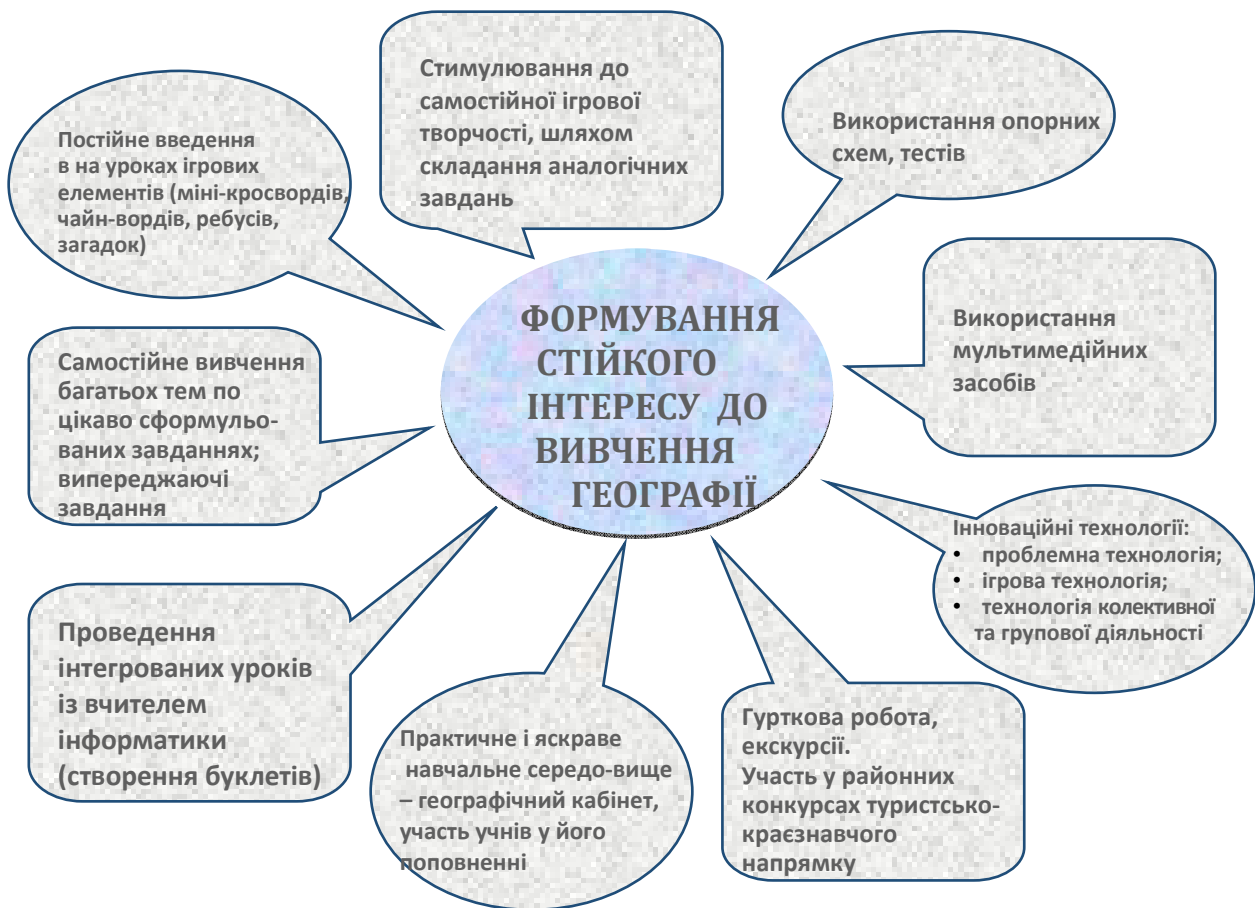 Стимулювання до
самостійної ігрової
творчості, шляхом
складання аналогічних
завдань
Використання опорних
схем, тестів
Постійне введення
в на уроках ігрових
елементів (міні-кросвордів,
чайн-вордів, ребусів,
загадок)
ФОРМУВАННЯ
СТІЙКОГО
ІНТЕРЕСУ ДО
ВИВЧЕННЯ
ГЕОГРАФІЇ
Використання
мультимедійних
засобів
Самостійне вивчення
багатьох тем по
цікаво сформульо-
ваних завданнях;
випереджаючі
завдання
Інноваційні технології:
• проблемна технологія;
• ігрова технологія;
• технологія колективної
та групової діяльності
Проведення
інтегрованих уроків
із вчителем
інформатики
(створення буклетів)
Практичне і яскраве
навчальне середо-вище
– географічний кабінет,
участь учнів у його
поповненні
Гурткова робота,
екскурсії.
Участь у районних
конкурсах туристсько-
краєзнавчого
напрямку